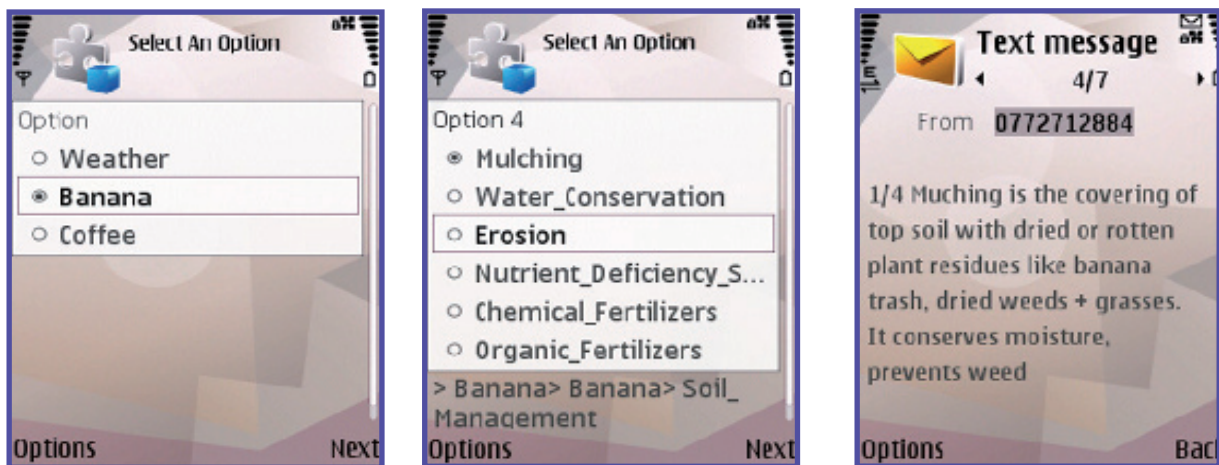 Select An Option
Option
Weather
Banana
Coffee
Options
Next
Select An Option
Option 4
Mulching
Water_Conservation
Erosion
Nutrient_Deficiency_S...
Chemical_Fertilizers
Organic_Fertilizers
> Banana> Banana> Soil_
Management
Options
Next
Text message
4/7
From 0772712884
1/4 Muching is the covering of
top soil with dried or rotten
plant residues like banana
trash, dried weeds + grasses.
It conserves moisture,
prevents weed
Options
Bac